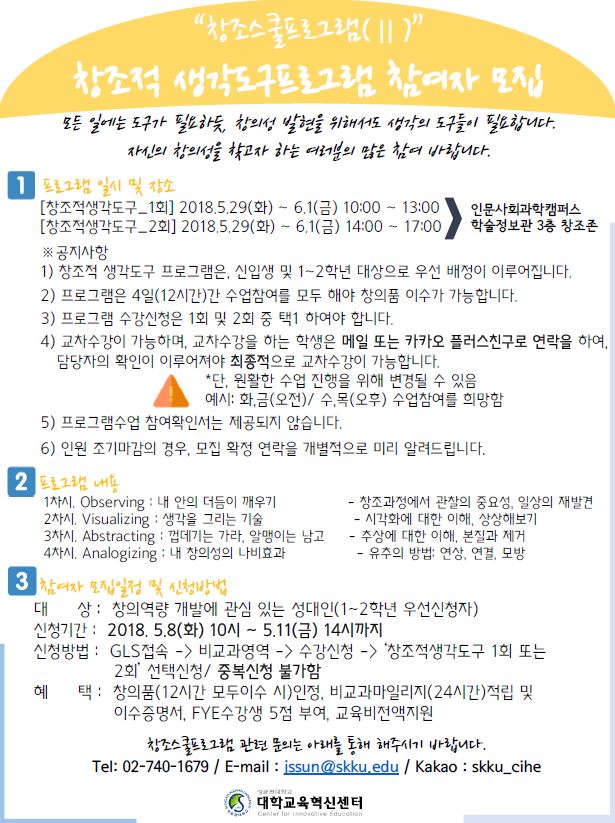 “창조스쿨프로그램(Ⅱ)”
창조적 생각도구프로그램 참여자 모집
모든 일에는 도구가 필요하듯, 창의성 발현을 위해서도 생각의 도구들이 필요합니다.
자신의 창의성을 찾고자 하는 여러분의 많은 참여 바랍니다.
1 프로그램 일시 및 장소
[창조적생각도구_1회] 2018.5.29(화) ~ 6.1(금) 10:00 ~ 13:00
[창조적생각도구_2회] 2018.5.29(화) ~ 6.1(금) 14:00 ~ 17:00
인문사회과학캠퍼스
학술정보관 3층 창조존
※공지사항
1) 창조적 생각도구 프로그램은, 신입생 및 1~2학년 대상으로 우선 배정이 이루어집니다.
2) 프로그램은 4일(12시간)간 수업참여를 모두 해야 창의품 이수가 가능합니다.
3) 프로그램 수강신청은 1회 및 2회 중 택1 하여야 합니다.
4) 교차수강이 가능하며, 교차수강을 하는 학생은 메일 또는 카카오 플러스친구로 연락을 하여,
담당자의 확인이 이루어져야 최종적으로 교차수강이 가능합니다.
*단, 원활한 수업 진행을 위해 변경될 수 있음
예시: 화,금(오전)/ 수,목(오후) 수업참여를 희망함
5) 프로그램수업 참여확인서는 제공되지 않습니다.
6) 인원 조기마감의 경우, 모집 확정 연락을 개별적으로 미리 알려드립니다.
2 프로그램 내용
1차시. Observing : 내 안의 더듬이 깨우기 - 창조과정에서 관찰의 중요성, 일상의 재발견
2차시. Visualizing : 생각을 그리는 기술 - 시각화에 대한 이해, 상상해보기
3차시. Abstracting : 껍데기는 가라, 알맹이는 남고 - 추상에 대한 이해, 본질과 제거
4차시. Analogizing : 내 창의성의 나비효과 - 유추의 방법: 연상, 연결, 모방
3 참여자 모집일정 및 신청방법
대 상 : 창의역량 개발에 관심 있는 성대인(1~2학년 우선신청자)
신청기간 : 2018. 5.8(화) 10시 ~ 5.11(금) 14시까지
신청방법 : GLS접속 -> 비교과영역 -> 수강신청 -> ‘창조적생각도구 1회 또는
2회’ 선택신청/ 중복신청 불가함
혜 택 : 창의품(12시간 모두이수 시)인정, 비교과마일리지(24시간)적립 및
이수증명서, FYE수강생 5점 부여, 교육비전액지원
창조스쿨프로그램 관련 문의는 아래를 통해 해주시기 바랍니다.
Tel: 02-740-1679 / E-mail : jssun@skku.edu / Kakao : skku_cihe
성균관대학교
대학교육혁신센터
Center for Innovative Education